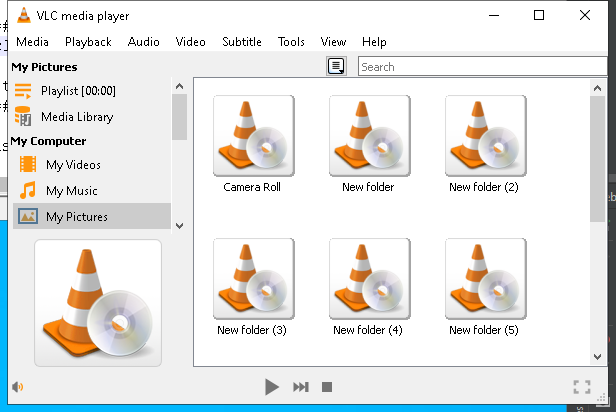 VLC media player
Media Playback Audio Video Subtitle Tools View Help
My Pictures
Search
Playlist [00:00]
Media Library
My Computer
My Videos
My Music
My Pictures
Camera Roll
New folder
New folder (2)
New folder (3)
New folder (4)
New folder (5)